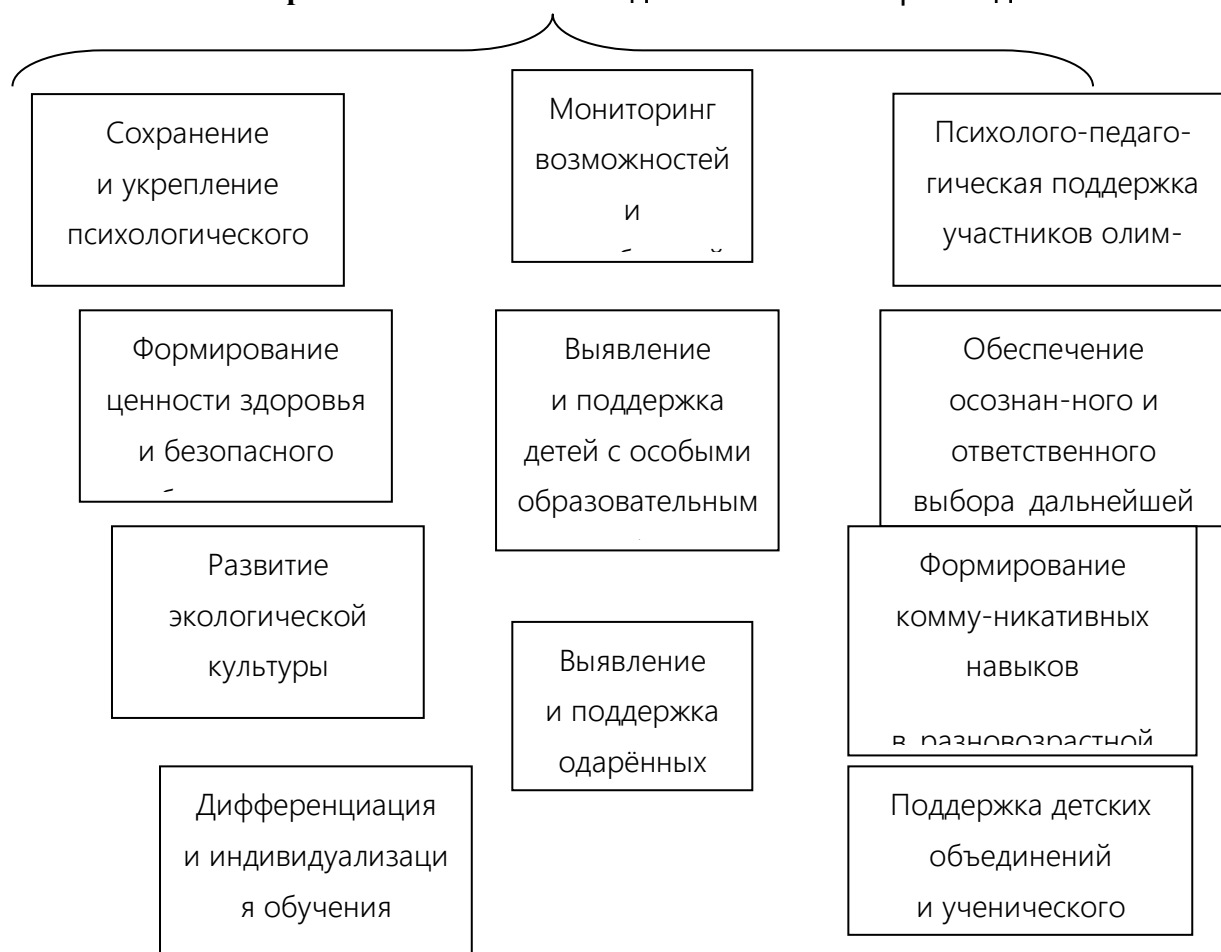 Сохранение
и укрепление
психологического
Мониторинг
возможностей
и
Психолого-педаго-
гическая поддержка
участников олим-
Формирование
ценности здоровья
и безопасного
Выявление
и поддержка
детей с особыми
образовательным
Обеспечение
осознан-ного и
ответственного
выбора дальнейшей
Развитие
экологической
культуры
Выявление
и поддержка
одарённых
Формирование
комму-никативных
навыков
в разновозрастной
Дифференциация
и индивидуализаци
я обучения
Поддержка детских
объединений
и ученического